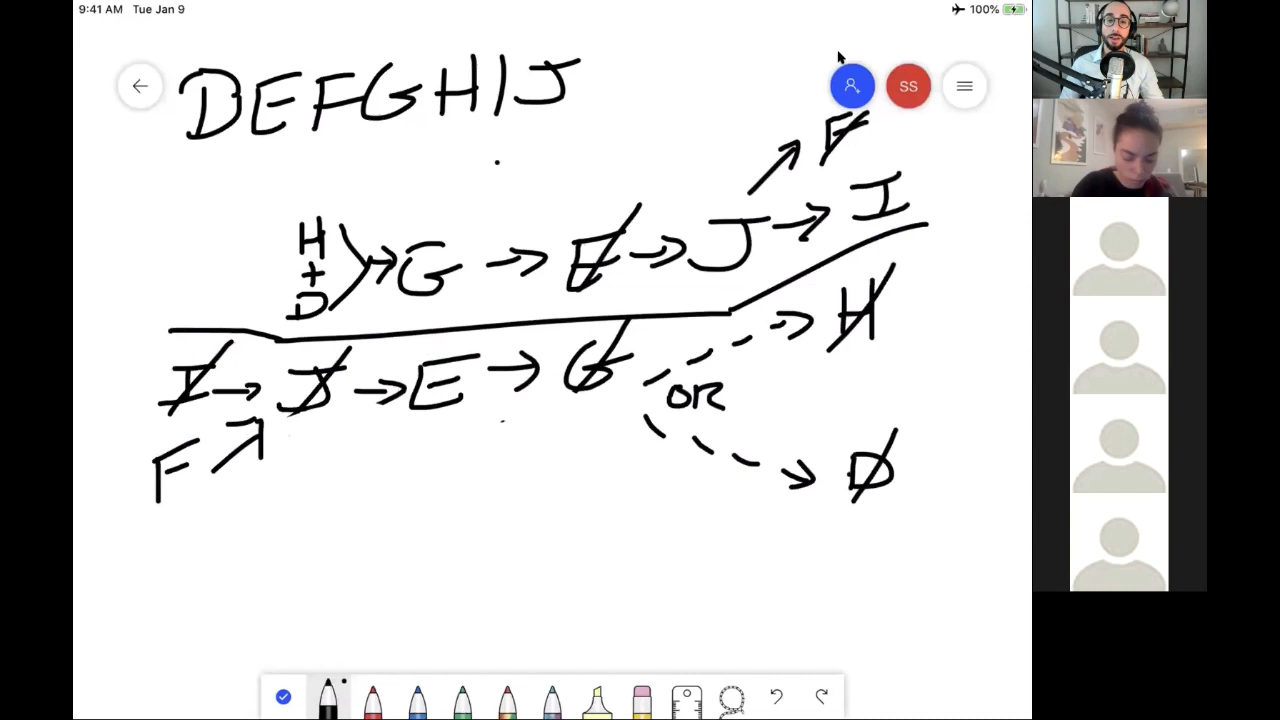 9:41 AM Tue Jan 9
100%
DEFGHIJ
SS
F
H + D → G → E → J → I
I → J → E → G OR H
F
D